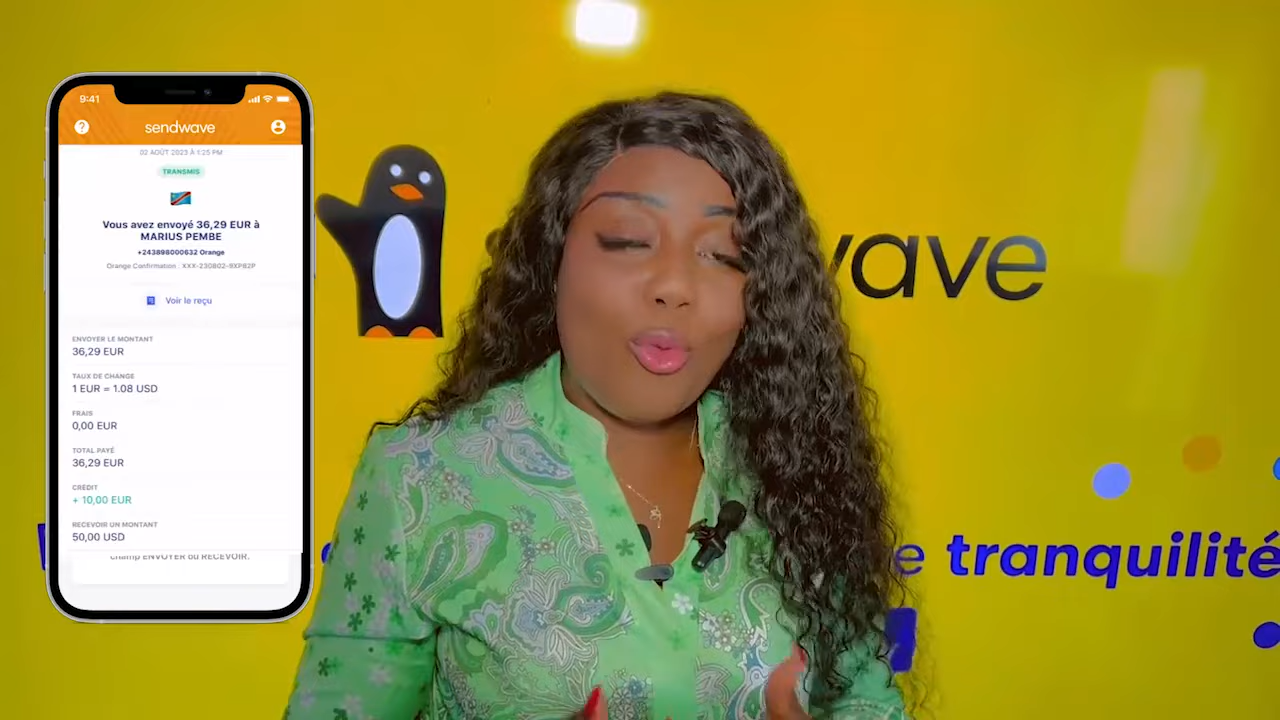 9:41
sendwave
02 AOÛT 2023 À 1:25 PM
TRANSMIS
Vous avez envoyé 36,29 EUR à
MARIUS PEMBE
+243898000632 Orange
Orange Confirmation : XXX-230802-9XP82P
Voir le reçu
ENVOYER LE MONTANT
36,29 EUR
TAUX DE CHANGE
1 EUR = 1.08 USD
FRAIS
0,00 EUR
TOTAL PAYÉ
36,29 EUR
CRÉDIT
+ 10,00 EUR
RECEVOIR UN MONTANT
50,00 USD
champ ENVOYER ou RECEVOIR.
wave
e tranquilité